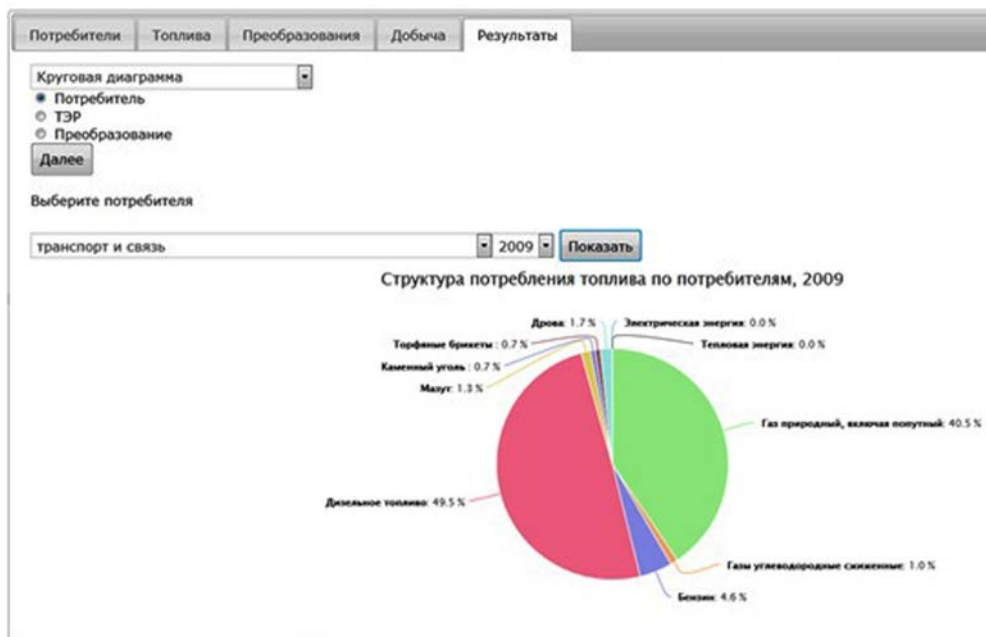 Потребители Топлива Преобразования Добыча Результаты
Круговая диаграмма
Потребитель
ТЭР
Преобразование
Далее
Выберите потребителя
транспорт и связь 2009 Показать
Структура потребления топлива по потребителям, 2009
Дрова: 1.7 % Электрическая энергия: 0.0 %
Торфяные брикеты : 0.7 % Тепловая энергия: 0.0 %
Каменный уголь : 0.7 %
Мазут: 1.3 %
Газ природный, включая попутный: 40.5 %
Дизельное топливо: 49.5 %
Газы углеводородные сжиженные: 1.0 %
Бензин: 4.6 %